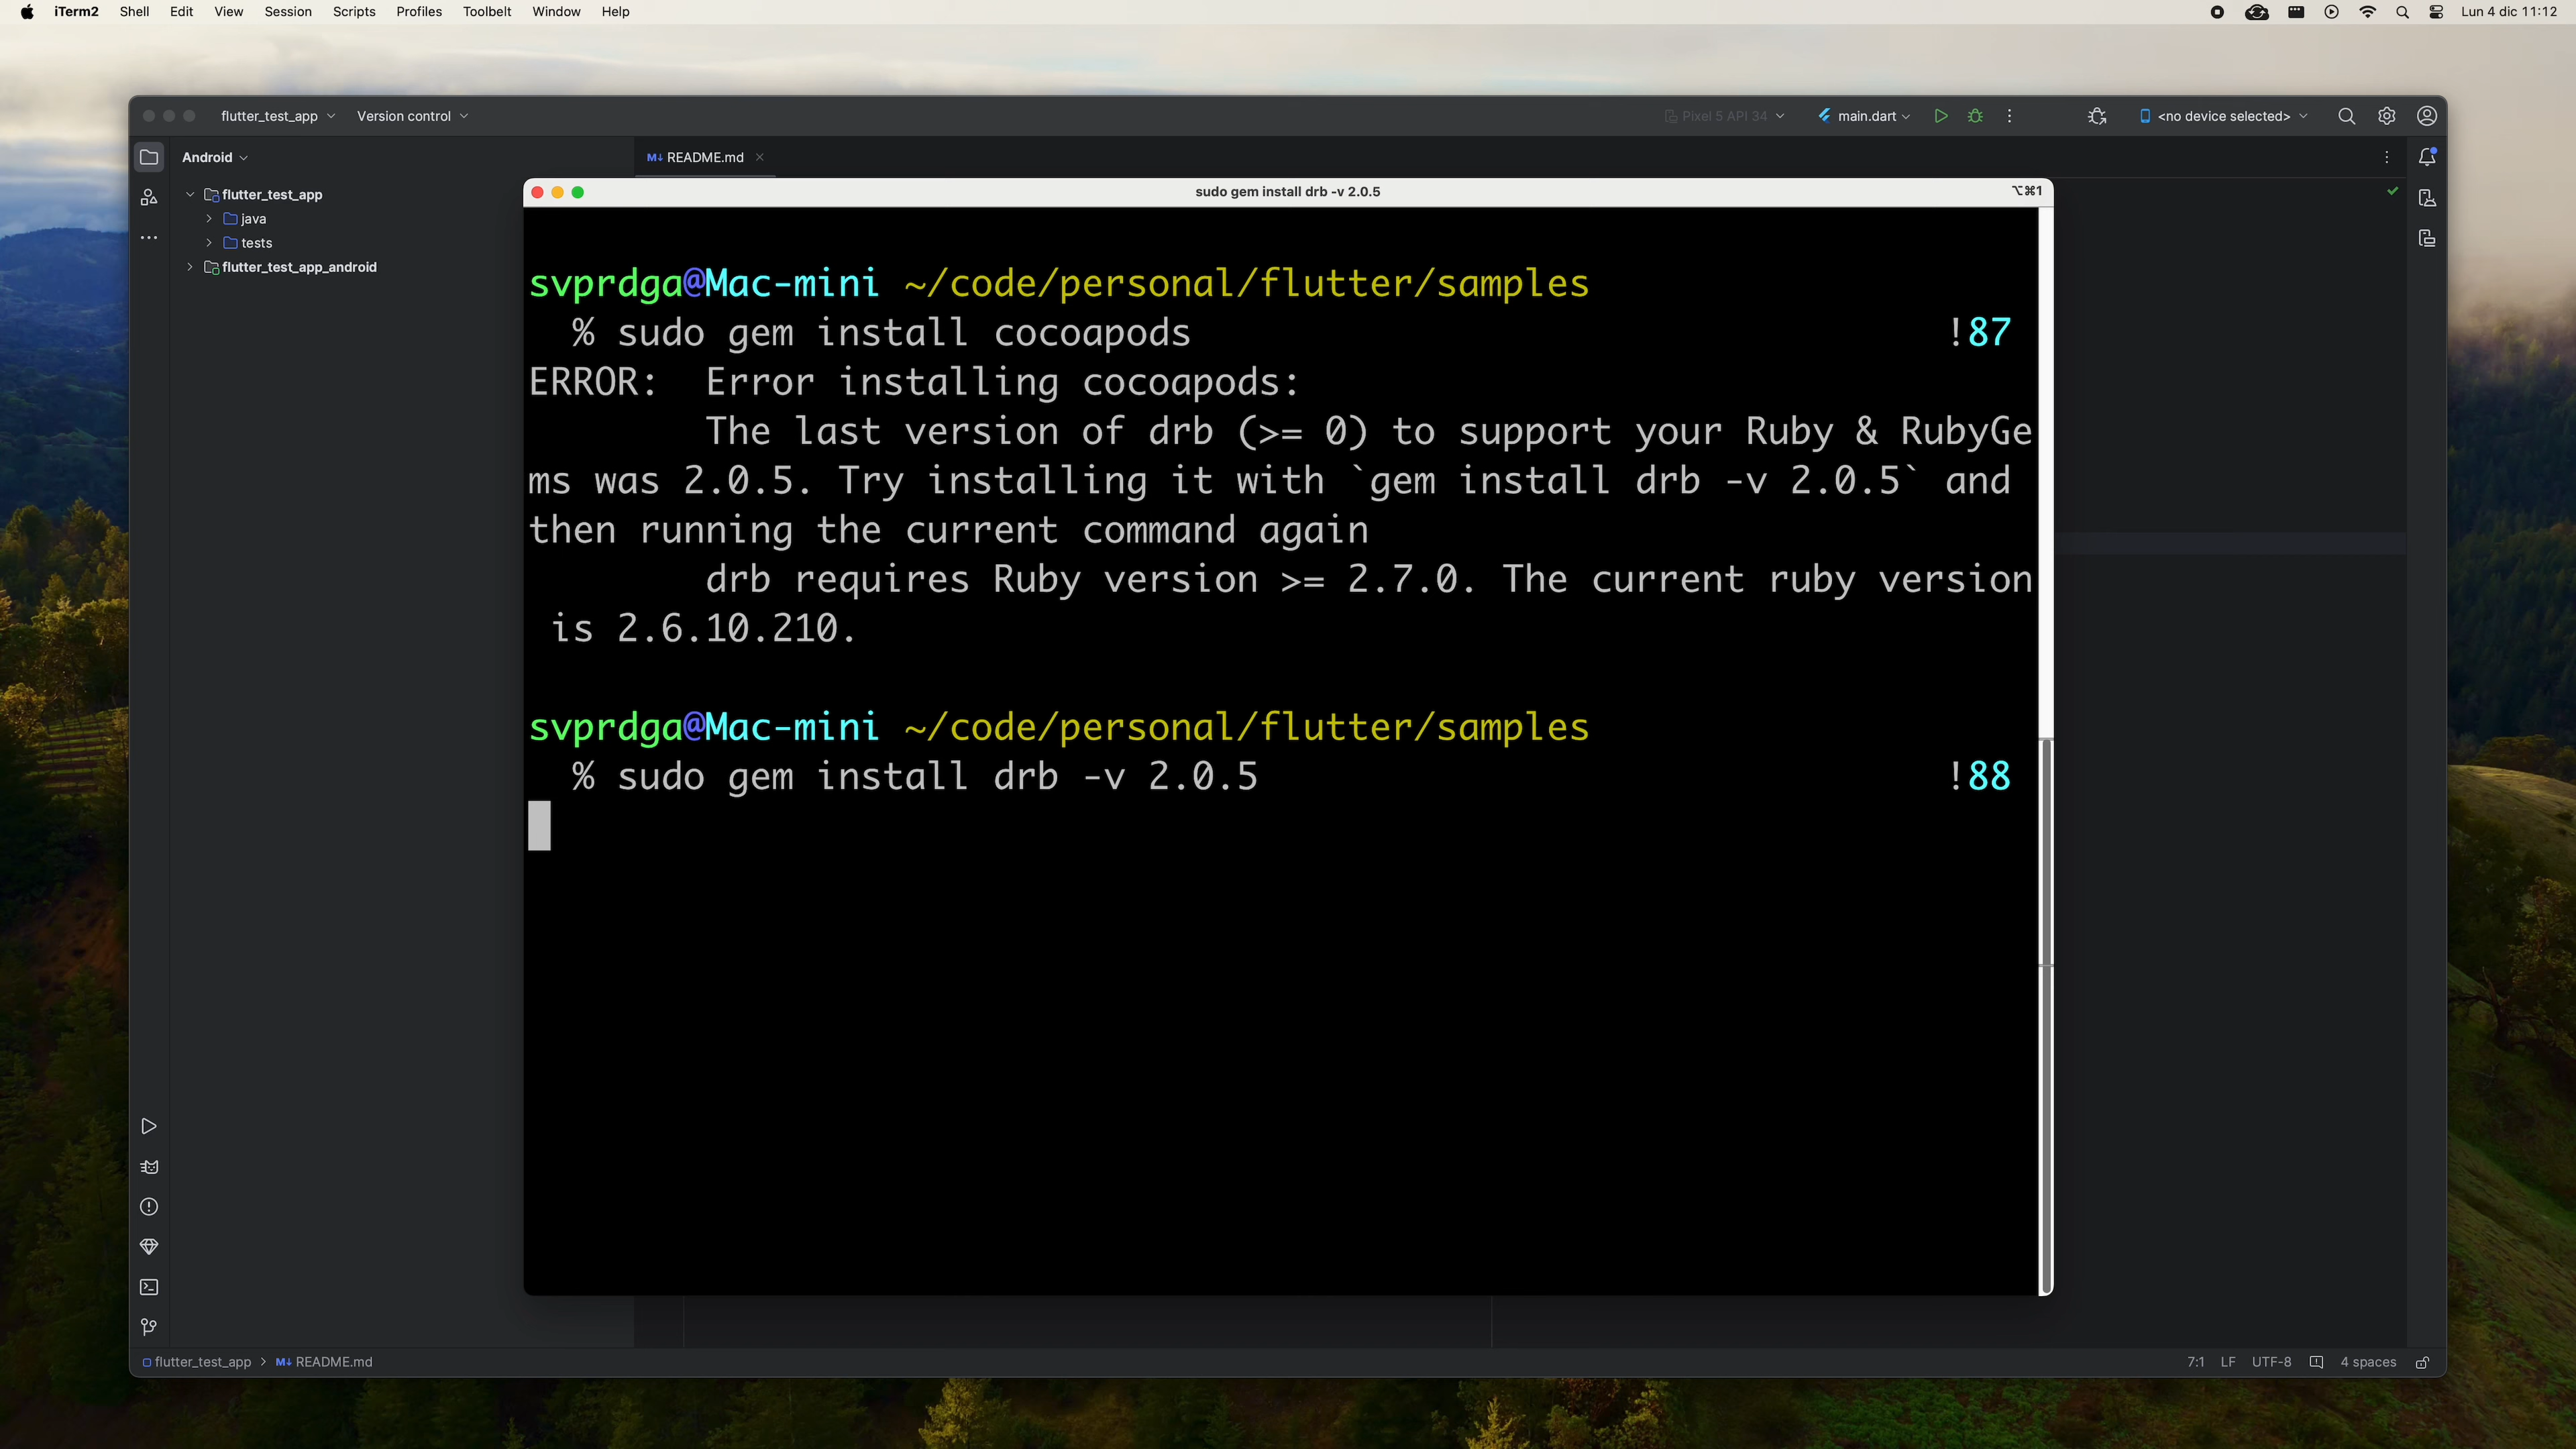 iTerm2 Shell Edit View Session Scripts Profiles Toolbelt Window Help Lun 4 dic 11:12
flutter_test_app Version control Pixel 5 API 34 main.dart <no device selected>
Android
README.md
flutter_test_app
java
tests
flutter_test_app_android
sudo gem install drb -v 2.0.5 ⌥⌘1
svprdga@Mac-mini ~/code/personal/flutter/samples
% sudo gem install cocoapods !87
ERROR:  Error installing cocoapods:
The last version of drb (>= 0) to support your Ruby & RubyGe
ms was 2.0.5. Try installing it with `gem install drb -v 2.0.5` and
then running the current command again
drb requires Ruby version >= 2.7.0. The current ruby version
is 2.6.10.210.
svprdga@Mac-mini ~/code/personal/flutter/samples
% sudo gem install drb -v 2.0.5 !88
flutter_test_app > M↓ README.md 7:1 LF UTF-8 4 spaces